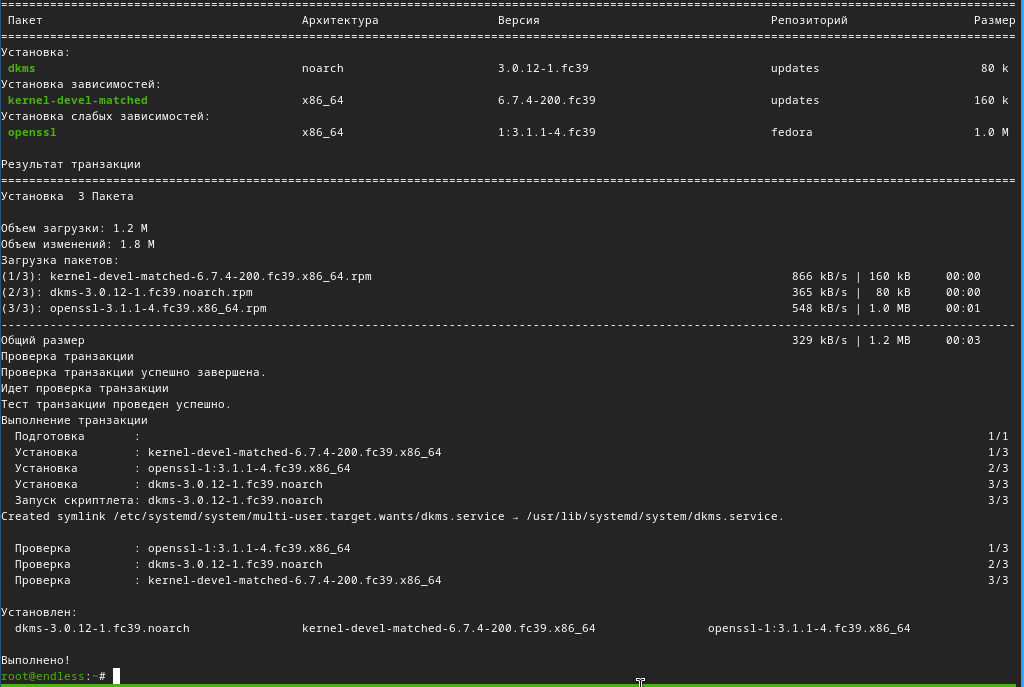 ================================================================================
Пакет Архитектура Версия Репозиторий Размер
================================================================================
Установка:
dkms noarch 3.0.12-1.fc39 updates 80 k
Установка зависимостей:
kernel-devel-matched x86_64 6.7.4-200.fc39 updates 160 k
Установка слабых зависимостей:
openssl x86_64 1:3.1.1-4.fc39 fedora 1.0 M
Результат транзакции
================================================================================
Установка 3 Пакета
Объем загрузки: 1.2 M
Объем изменений: 1.8 M
Загрузка пакетов:
(1/3): kernel-devel-matched-6.7.4-200.fc39.x86_64.rpm 866 kB/s | 160 kB 00:00
(2/3): dkms-3.0.12-1.fc39.noarch.rpm 365 kB/s | 80 kB 00:00
(3/3): openssl-3.1.1-4.fc39.x86_64.rpm 548 kB/s | 1.0 MB 00:01
--------------------------------------------------------------------------------
Общий размер 329 kB/s | 1.2 MB 00:03
Проверка транзакции
Проверка транзакции успешно завершена.
Идет проверка транзакции
Тест транзакции проведен успешно.
Выполнение транзакции
Подготовка : 1/1
Установка : kernel-devel-matched-6.7.4-200.fc39.x86_64 1/3
Установка : openssl-1:3.1.1-4.fc39.x86_64 2/3
Установка : dkms-3.0.12-1.fc39.noarch 3/3
Запуск скриптлета: dkms-3.0.12-1.fc39.noarch 3/3
Created symlink /etc/systemd/system/multi-user.target.wants/dkms.service → /usr/lib/systemd/system/dkms.service.
Проверка : openssl-1:3.1.1-4.fc39.x86_64 1/3
Проверка : dkms-3.0.12-1.fc39.noarch 2/3
Проверка : kernel-devel-matched-6.7.4-200.fc39.x86_64 3/3
Установлен:
dkms-3.0.12-1.fc39.noarch kernel-devel-matched-6.7.4-200.fc39.x86_64 openssl-1:3.1.1-4.fc39.x86_64
Выполнено!
root@endless:~#